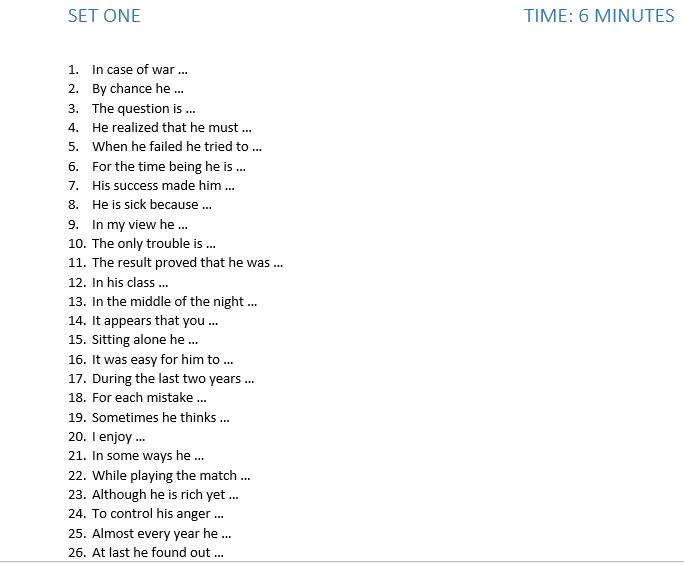 SET ONE TIME: 6 MINUTES
1. In case of war ...
2. By chance he ...
3. The question is ...
4. He realized that he must ...
5. When he failed he tried to ...
6. For the time being he is ...
7. His success made him ...
8. He is sick because ...
9. In my view he ...
10. The only trouble is ...
11. The result proved that he was ...
12. In his class ...
13. In the middle of the night ...
14. It appears that you ...
15. Sitting alone he ...
16. It was easy for him to ...
17. During the last two years ...
18. For each mistake ...
19. Sometimes he thinks ...
20. I enjoy ...
21. In some ways he ...
22. While playing the match ...
23. Although he is rich yet ...
24. To control his anger ...
25. Almost every year he ...
26. At last he found out ...